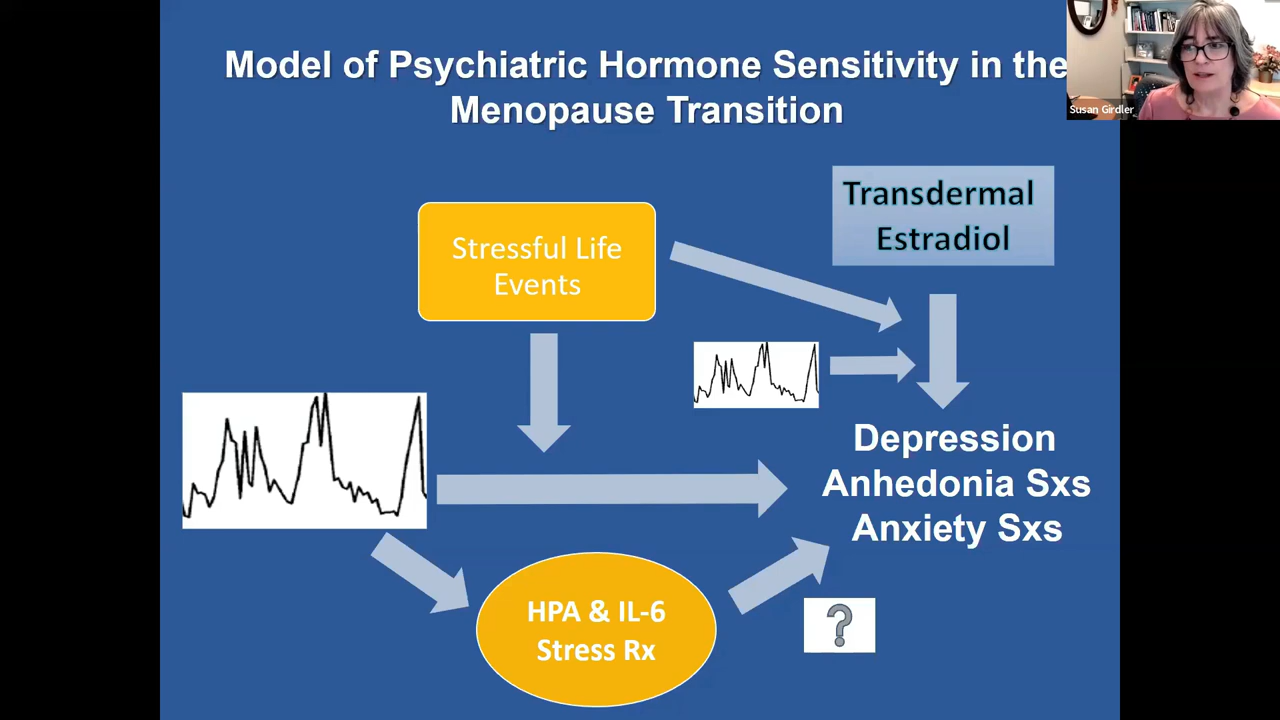 Model of Psychiatric Hormone Sensitivity in the
Menopause Transition
Susan Girdler
Transdermal
Estradiol
Stressful Life
Events
Depression
Anhedonia Sxs
Anxiety Sxs
HPA & IL-6
Stress Rx
?